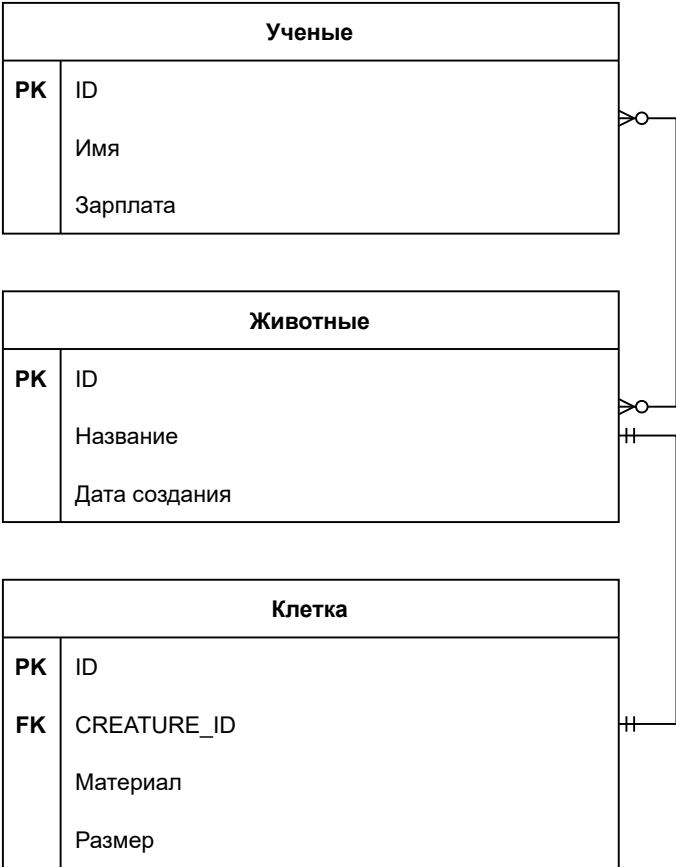 Ученые
PK ID
Имя
Зарплата
Животные
PK ID
Название
Дата создания
Клетка
PK ID
FK CREATURE_ID
Материал
Размер